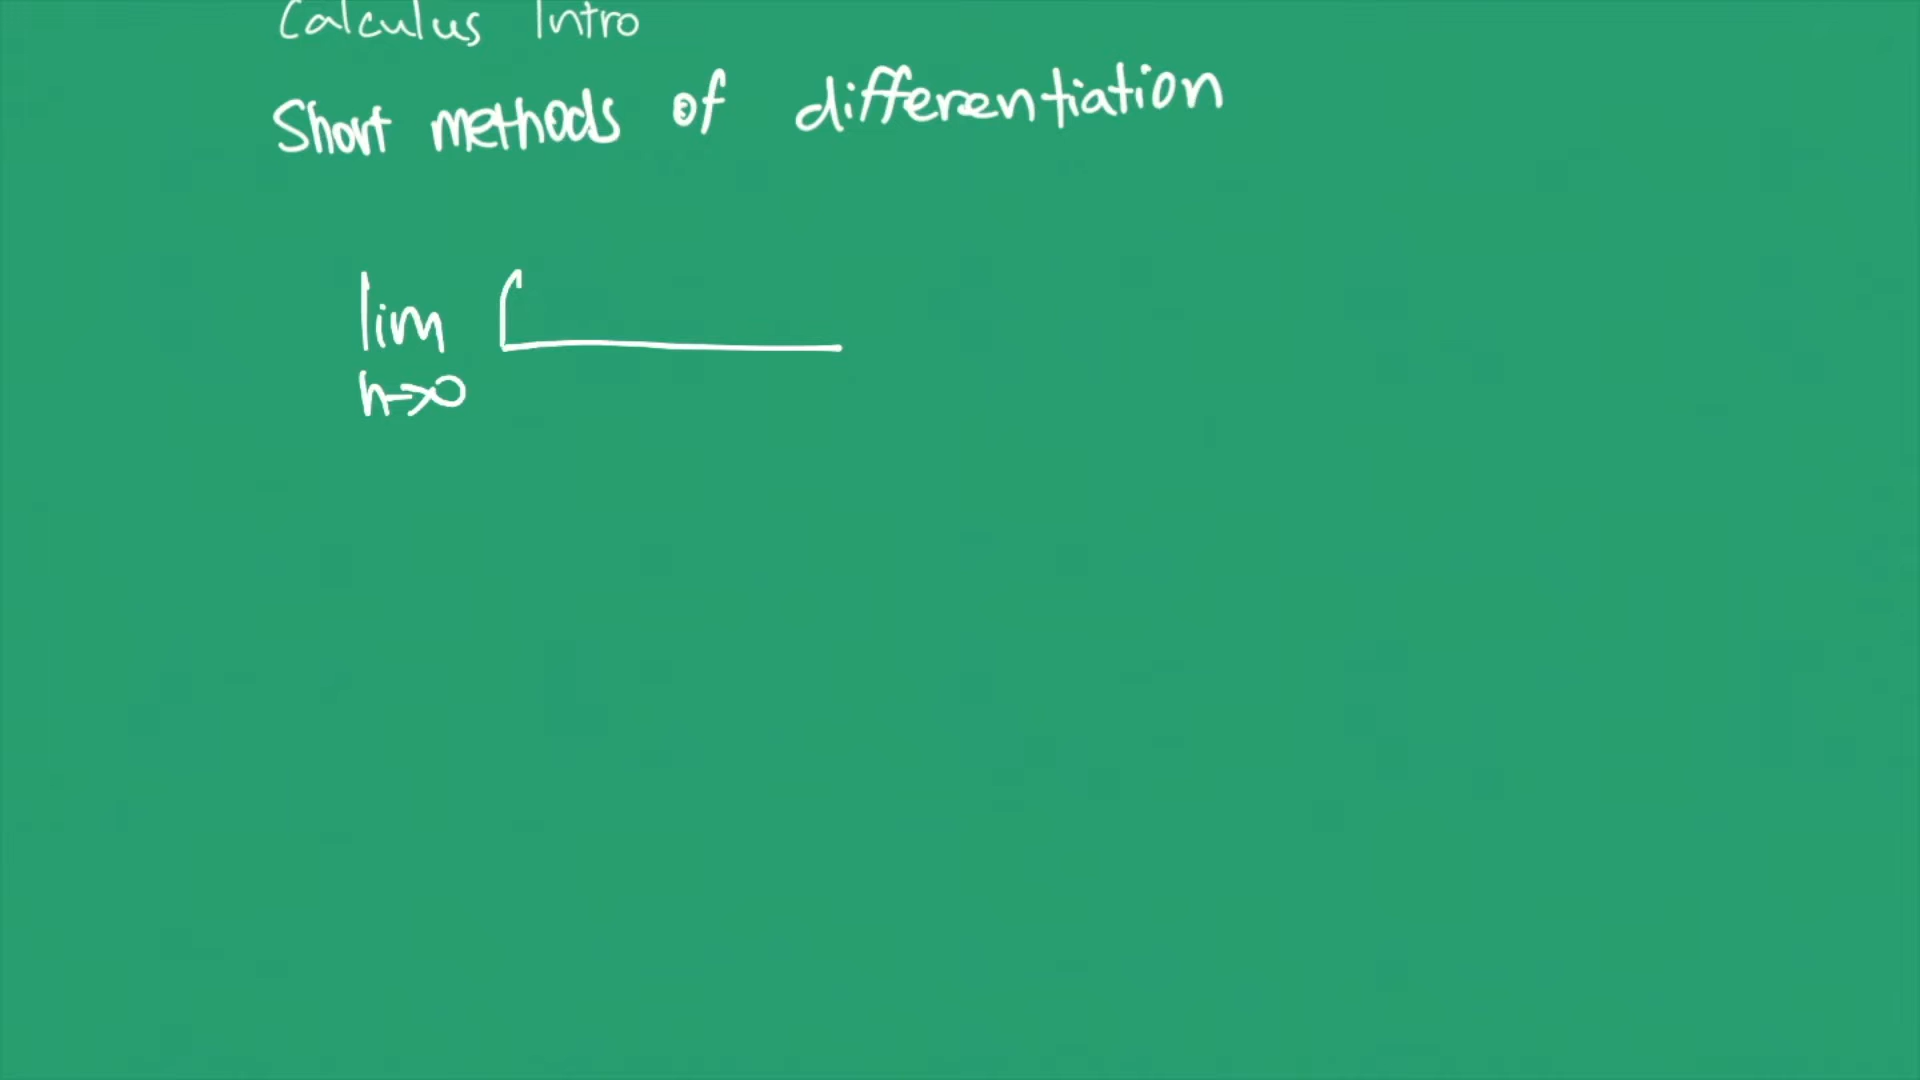 Calculus Intro
Short methods of differentiation
lim
h→0